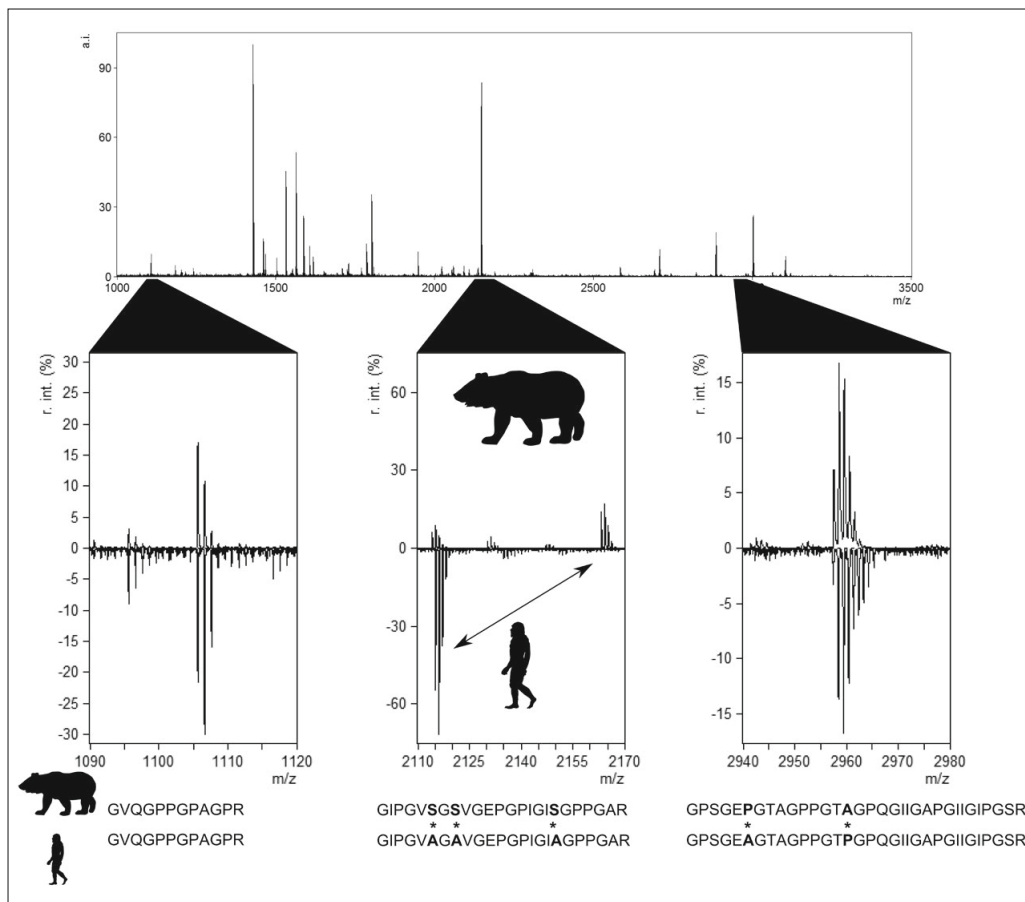 a.i.
90
60
30
0
1000 1500 2000 2500 3500
m/z
r. int. (%)
30
25
20
15
10
5
0
-5
-10
-15
-20
-25
-30
1090 1100 1110 1120
m/z
r. int. (%)
60
30
0
-30
-60
2110 2125 2140 2155 2170
m/z
r. int. (%)
15
10
5
0
-5
-10
-15
2940 2950 2960 2970 2980
m/z
GVQGPPGPAGPR
GVQGPPGPAGPR
GIPGVSGSVGEPGPIGISGPPGAR
* * *
GIPGVAGAVGEPGPIGIAGPPGAR
GPSGEPGTAGPPGTAGPQGIIGAPGIIGIPGSR
* *
GPSGEAGTAGPPGTPGPQGIIGAPGIIGIPGSR